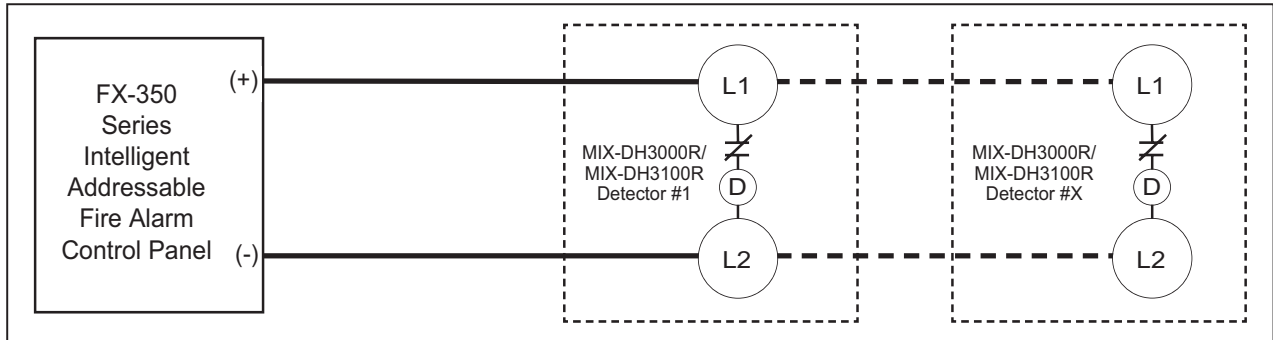 FX-350
Series
Intelligent
Addressable
Fire Alarm
Control Panel
(+)
(-)
L1
MIX-DH3000R/
MIX-DH3100R
Detector #1
D
L2
L1
MIX-DH3000R/
MIX-DH3100R
Detector #X
D
L2